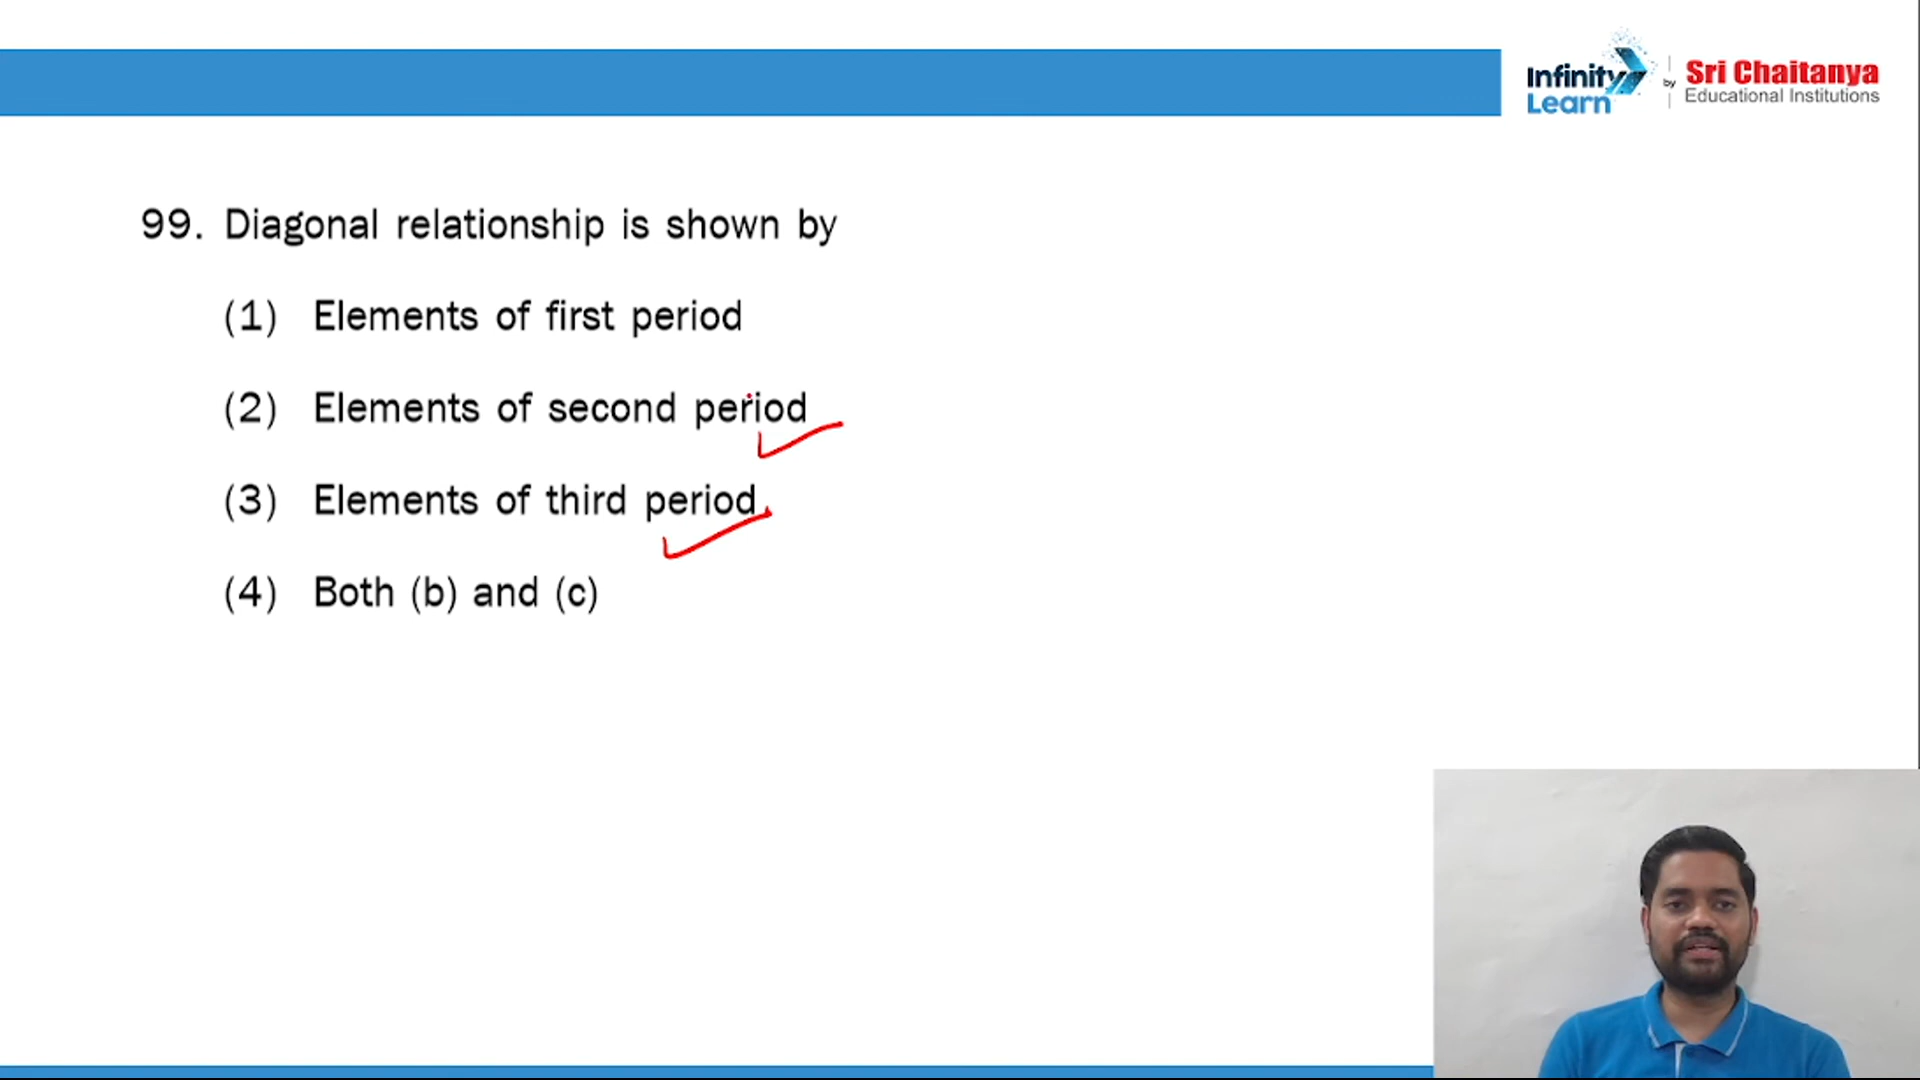 Infinity
Learn
by
Sri Chaitanya
Educational Institutions
99. Diagonal relationship is shown by
(1) Elements of first period
(2) Elements of second period
(3) Elements of third period
(4) Both (b) and (c)